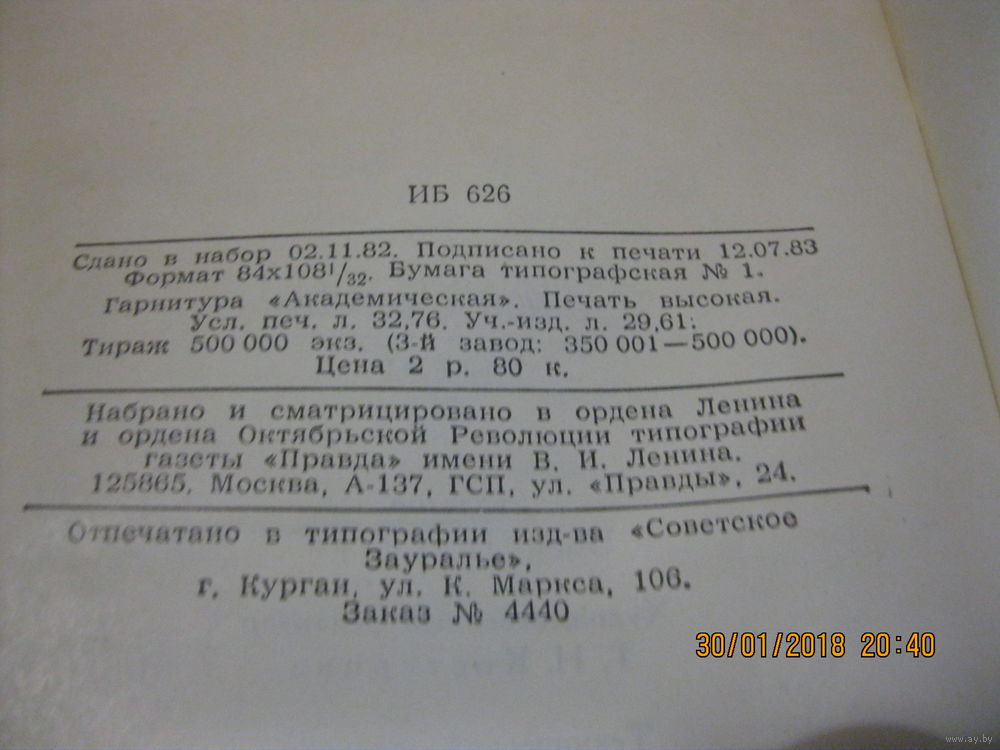 ИБ 626
Сдано в набор 02.11.82. Подписано к печати 12.07.83
Формат 84х108¹/₃₂. Бумага типографская № 1.
Гарнитура «Академическая». Печать высокая.
Усл. печ. л. 32,76. Уч.-изд. л. 29,61.
Тираж 500 000 экз. (3-й завод: 350 001—500 000).
Цена 2 р. 80 к.
Набрано и сматрицировано в ордена Ленина
и ордена Октябрьской Революции типографии
газеты «Правда» имени В. И. Ленина.
125865, Москва, А-137, ГСП, ул. «Правды», 24.
Отпечатано в типографии изд-ва «Советское
Зауралье»,
г. Курган, ул. К. Маркса, 106.
Заказ № 4440
30/01/2018 20:40
www.ay.by